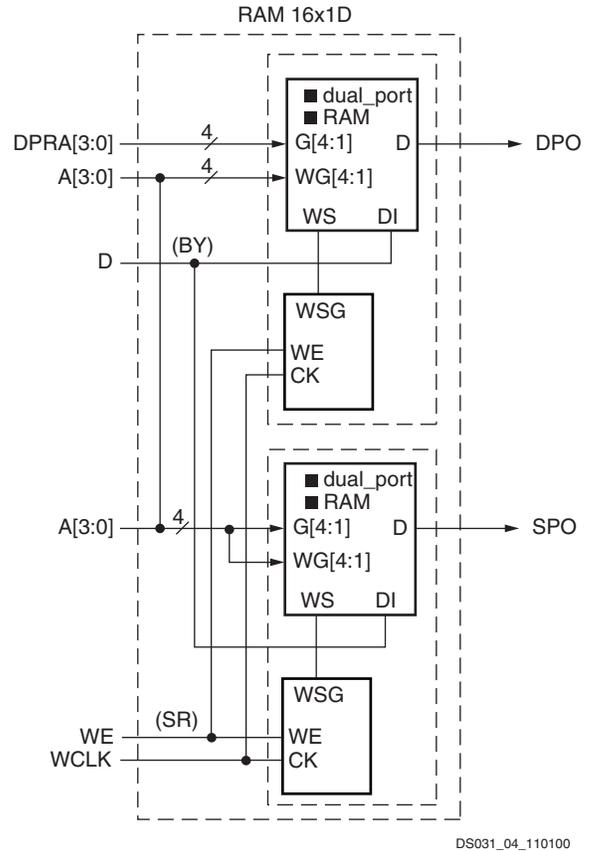 RAM 16x1D
dual_port
RAM
DPRA[3:0] 4 G[4:1] D DPO
A[3:0] 4 WG[4:1]
WS DI
D (BY)
WSG
WE
CK
dual_port
RAM
A[3:0] 4 G[4:1] D SPO
WG[4:1]
WS DI
WSG
WE (SR) WE
WCLK CK
DS031_04_110100